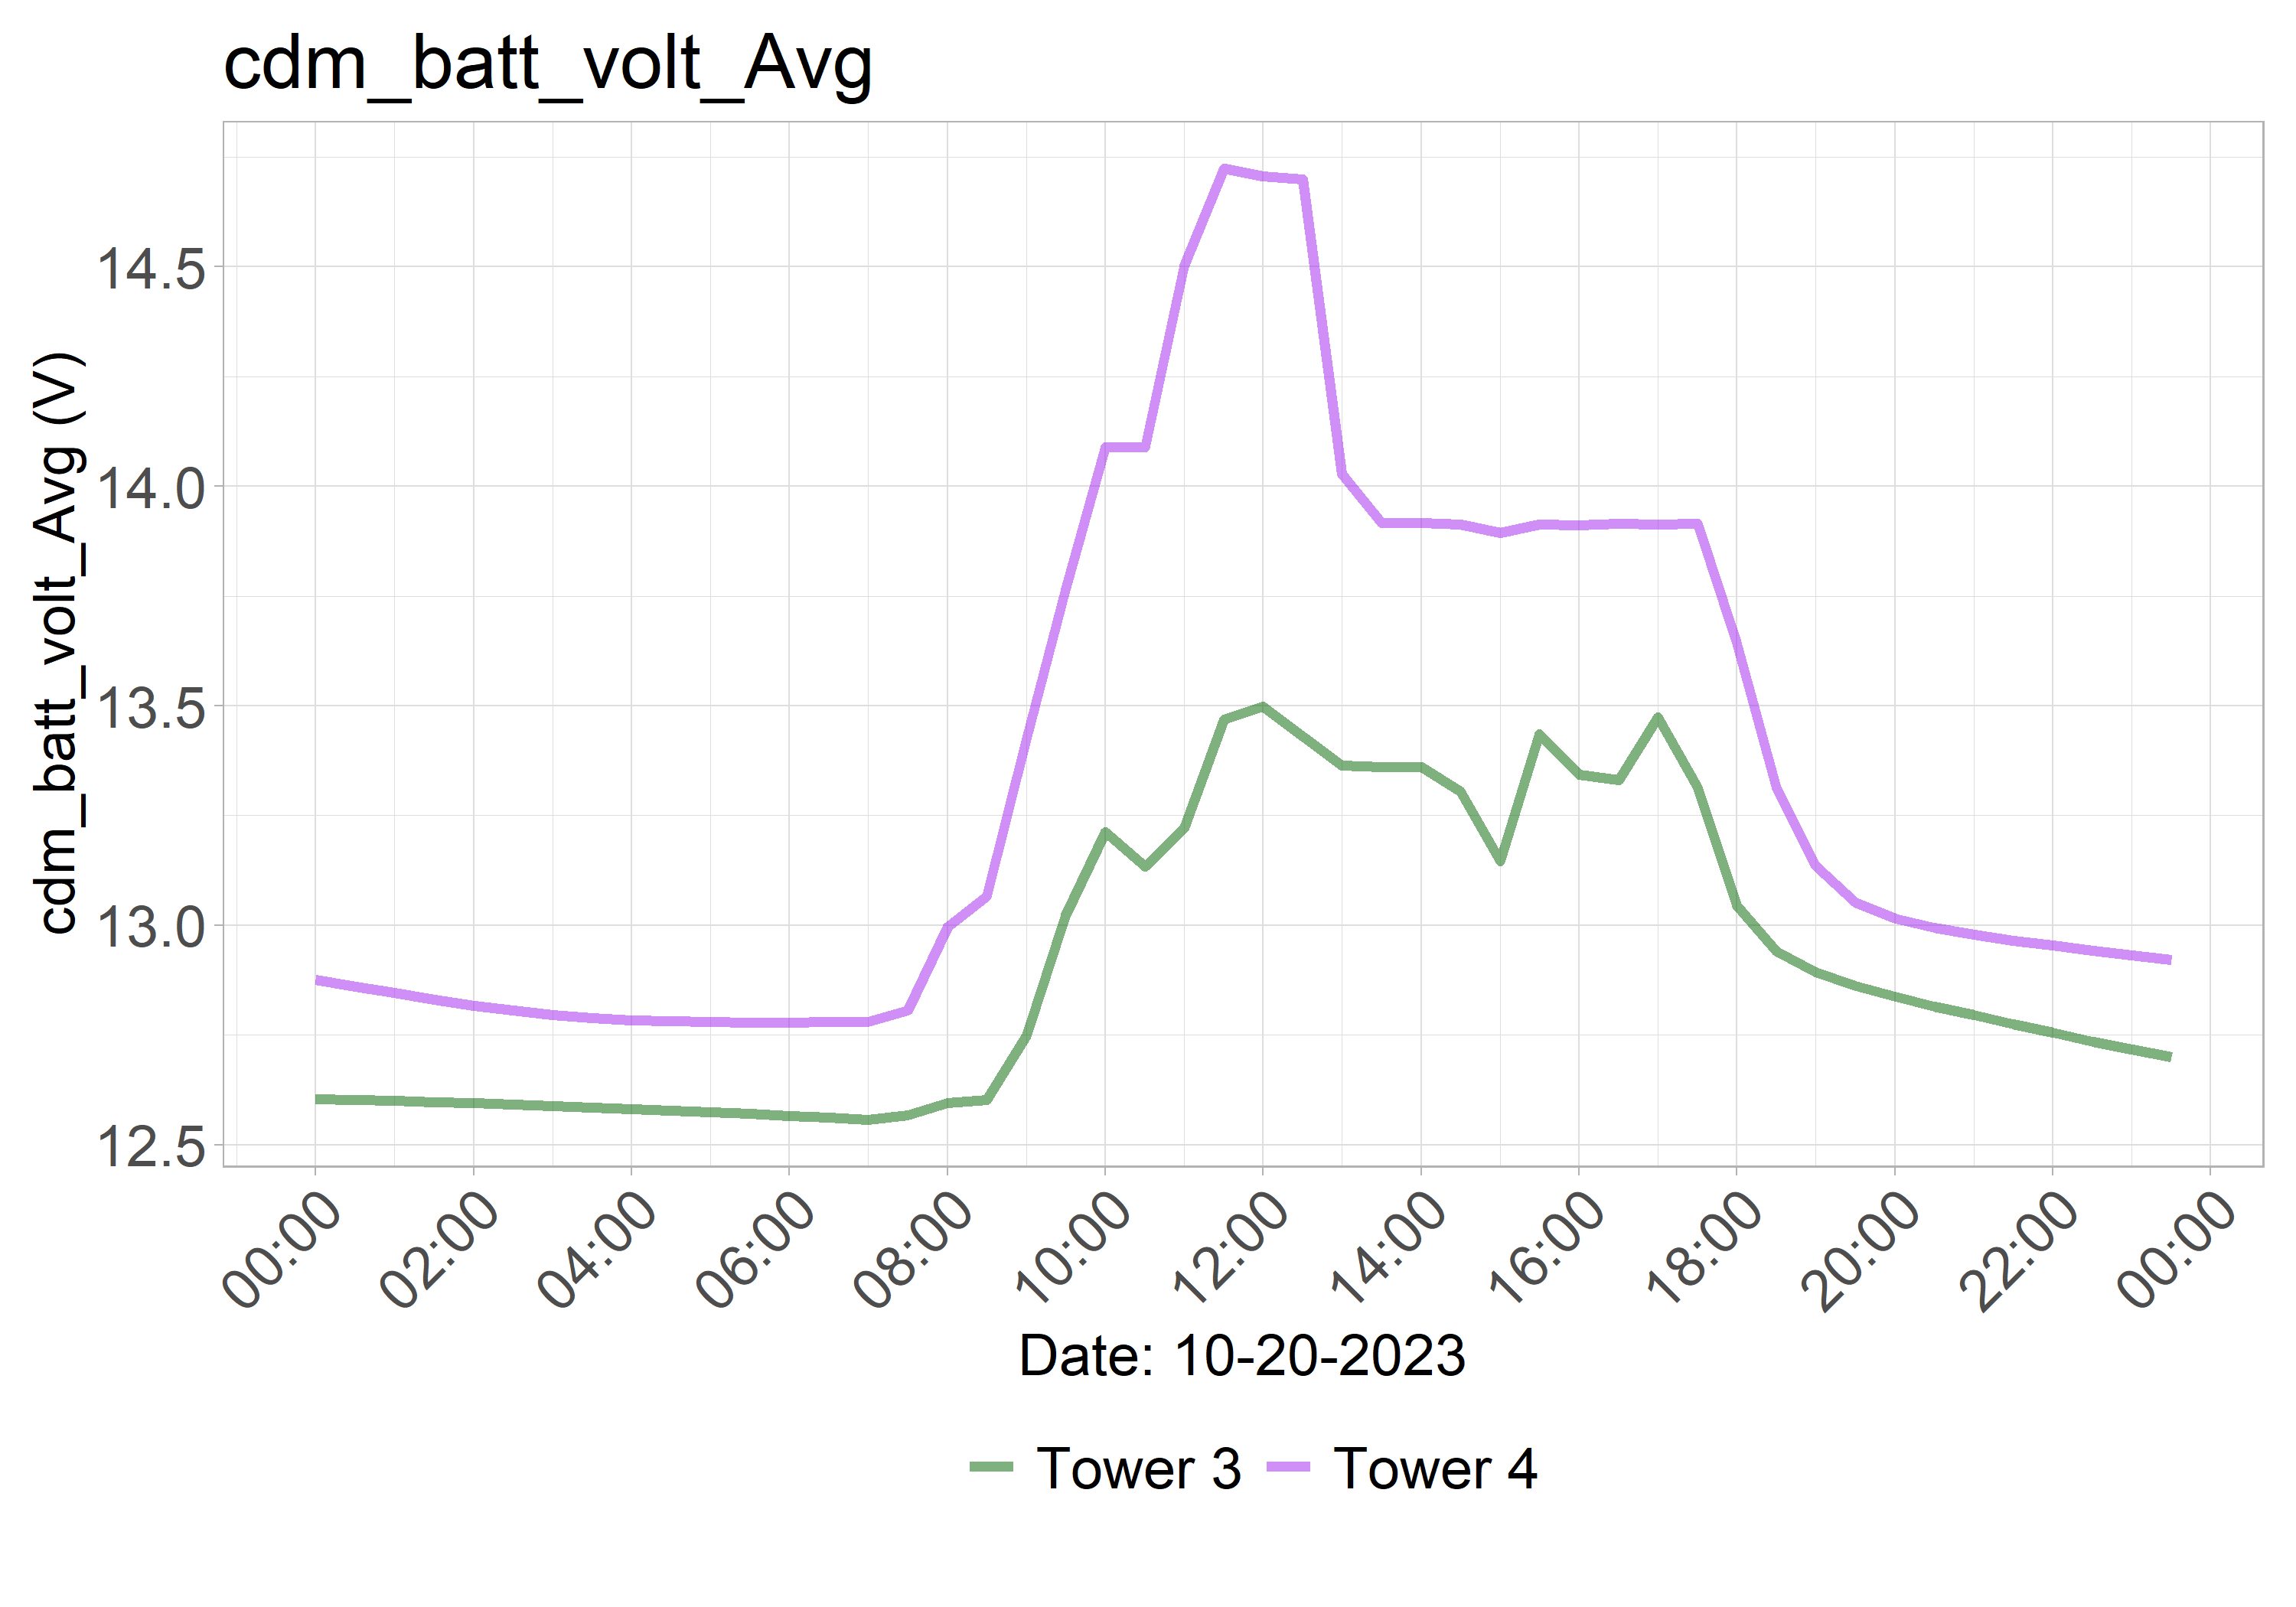 cdm_batt_volt_Avg
cdm_batt_volt_Avg (V)
14.5
14.0
13.5
13.0
12.5
00:00 02:00 04:00 06:00 08:00 10:00 12:00 14:00 16:00 18:00 20:00 22:00 00:00
Date: 10-20-2023
Tower 3 Tower 4